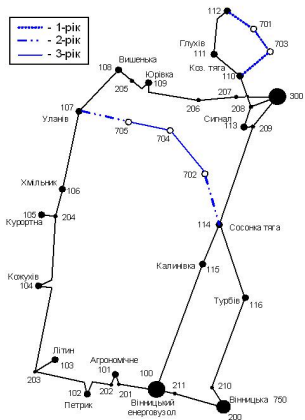 - 1-рік
- 2-рік
- 3-рік
112
701
703
Глухів
111
Коз. тяга
110
Вишенька
108
Юрівка
205
109
206
207
300
208
Сигнал
113
209
107
Уланів
705
704
702
Хмільник
106
105
204
Курортна
114
Сосонка тяга
Калинівка
115
Турбів
116
Кожухів
104
Літин
103
Агрономічне
101
100
203
102
202
201
Петрик
Вінницький
енерговузол
211
210
Вінницька 750
200